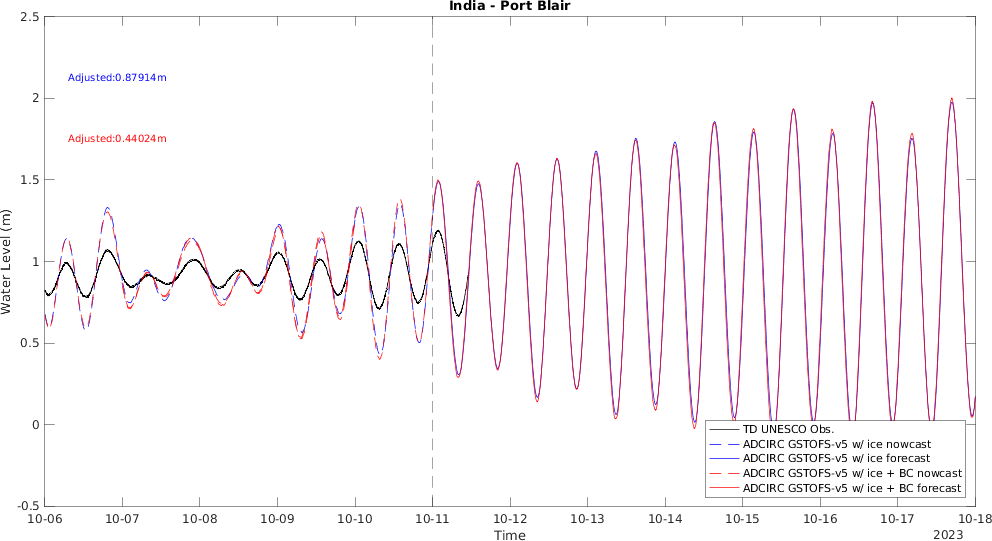 India - Port Blair
2.5
2
1.5
1
0.5
0
-0.5
Water Level (m)
Adjusted:0.87914m
Adjusted:0.44024m
TD UNESCO Obs.
ADCIRC GSTOFS-v5 w/ ice nowcast
ADCIRC GSTOFS-v5 w/ ice forecast
ADCIRC GSTOFS-v5 w/ ice + BC nowcast
ADCIRC GSTOFS-v5 w/ ice + BC forecast
10-06 10-07 10-08 10-09 10-10 10-11 10-12 10-13 10-14 10-15 10-16 10-17 10-18
Time
2023